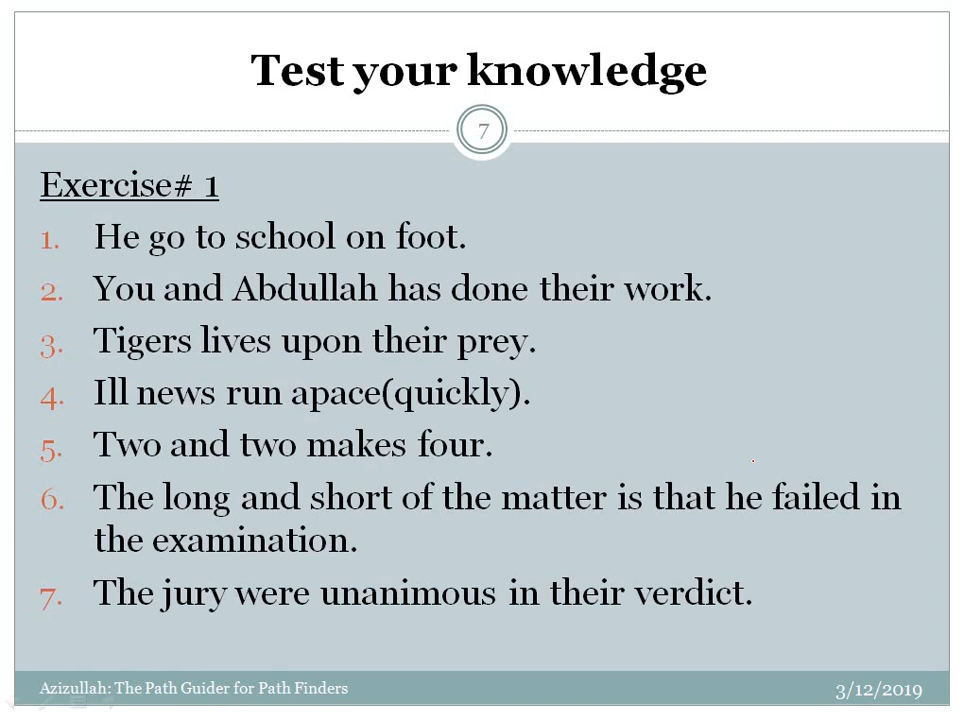 Test your knowledge
7
Exercise# 1
1. He go to school on foot.
2. You and Abdullah has done their work.
3. Tigers lives upon their prey.
4. Ill news run apace(quickly).
5. Two and two makes four.
6. The long and short of the matter is that he failed in
the examination.
7. The jury were unanimous in their verdict.
Azizullah: The Path Guider for Path Finders
3/12/2019